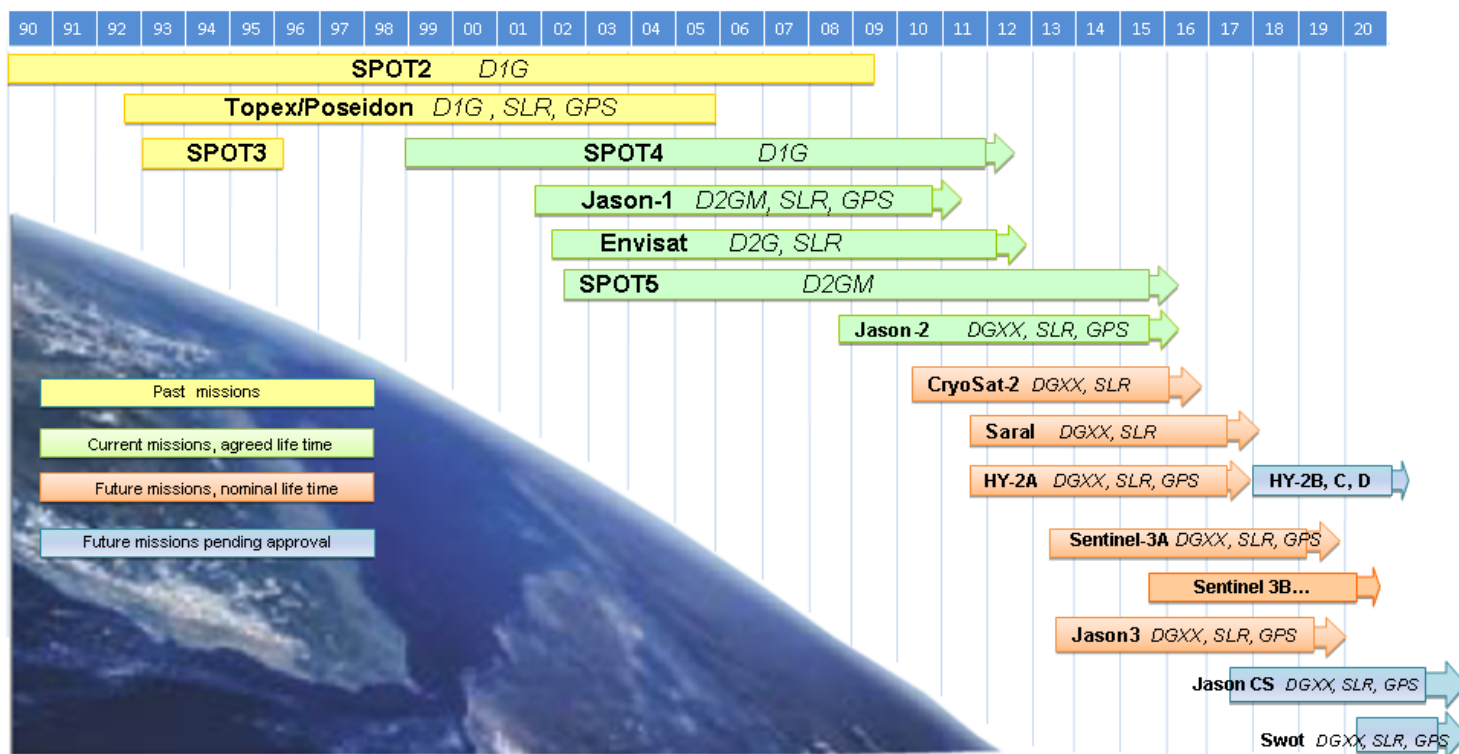 90 91 92 93 94 95 96 97 98 99 00 01 02 03 04 05 06 07 08 09 10 11 12 13 14 15 16 17 18 19 20
SPOT2 D1G
Topex/Poseidon D1G , SLR, GPS
SPOT3
SPOT4 D1G
Jason-1 D2GM, SLR, GPS
Envisat D2G, SLR
SPOT5 D2GM
Jason-2 DGXX, SLR, GPS
CryoSat-2 DGXX, SLR
Past missions
Saral DGXX, SLR
Current missions, agreed life time
HY-2A DGXX, SLR, GPS
HY-2B, C, D
Future missions, nominal life time
Sentinel-3A DGXX, SLR, GPS
Future missions pending approval
Sentinel 3B...
Jason3 DGXX, SLR, GPS
Jason CS DGXX, SLR, GPS
Swot DGXX, SLR, GPS